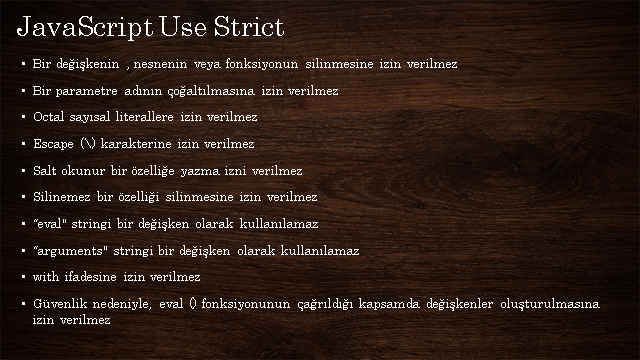 JavaScript Use Strict
• Bir değişkenin , nesnenin veya fonksiyonun silinmesine izin verilmez
• Bir parametre adının çoğaltılmasına izin verilmez
• Octal sayısal literallere izin verilmez
• Escape (\) karakterine izin verilmez
• Salt okunur bir özelliğe yazma izni verilmez
• Silinemez bir özelliği silinmesine izin verilmez
• “eval" stringi bir değişken olarak kullanılamaz
• “arguments" stringi bir değişken olarak kullanılamaz
• with ifadesine izin verilmez
• Güvenlik nedeniyle, eval () fonksiyonunun çağrıldığı kapsamda değişkenler oluşturulmasına
izin verilmez